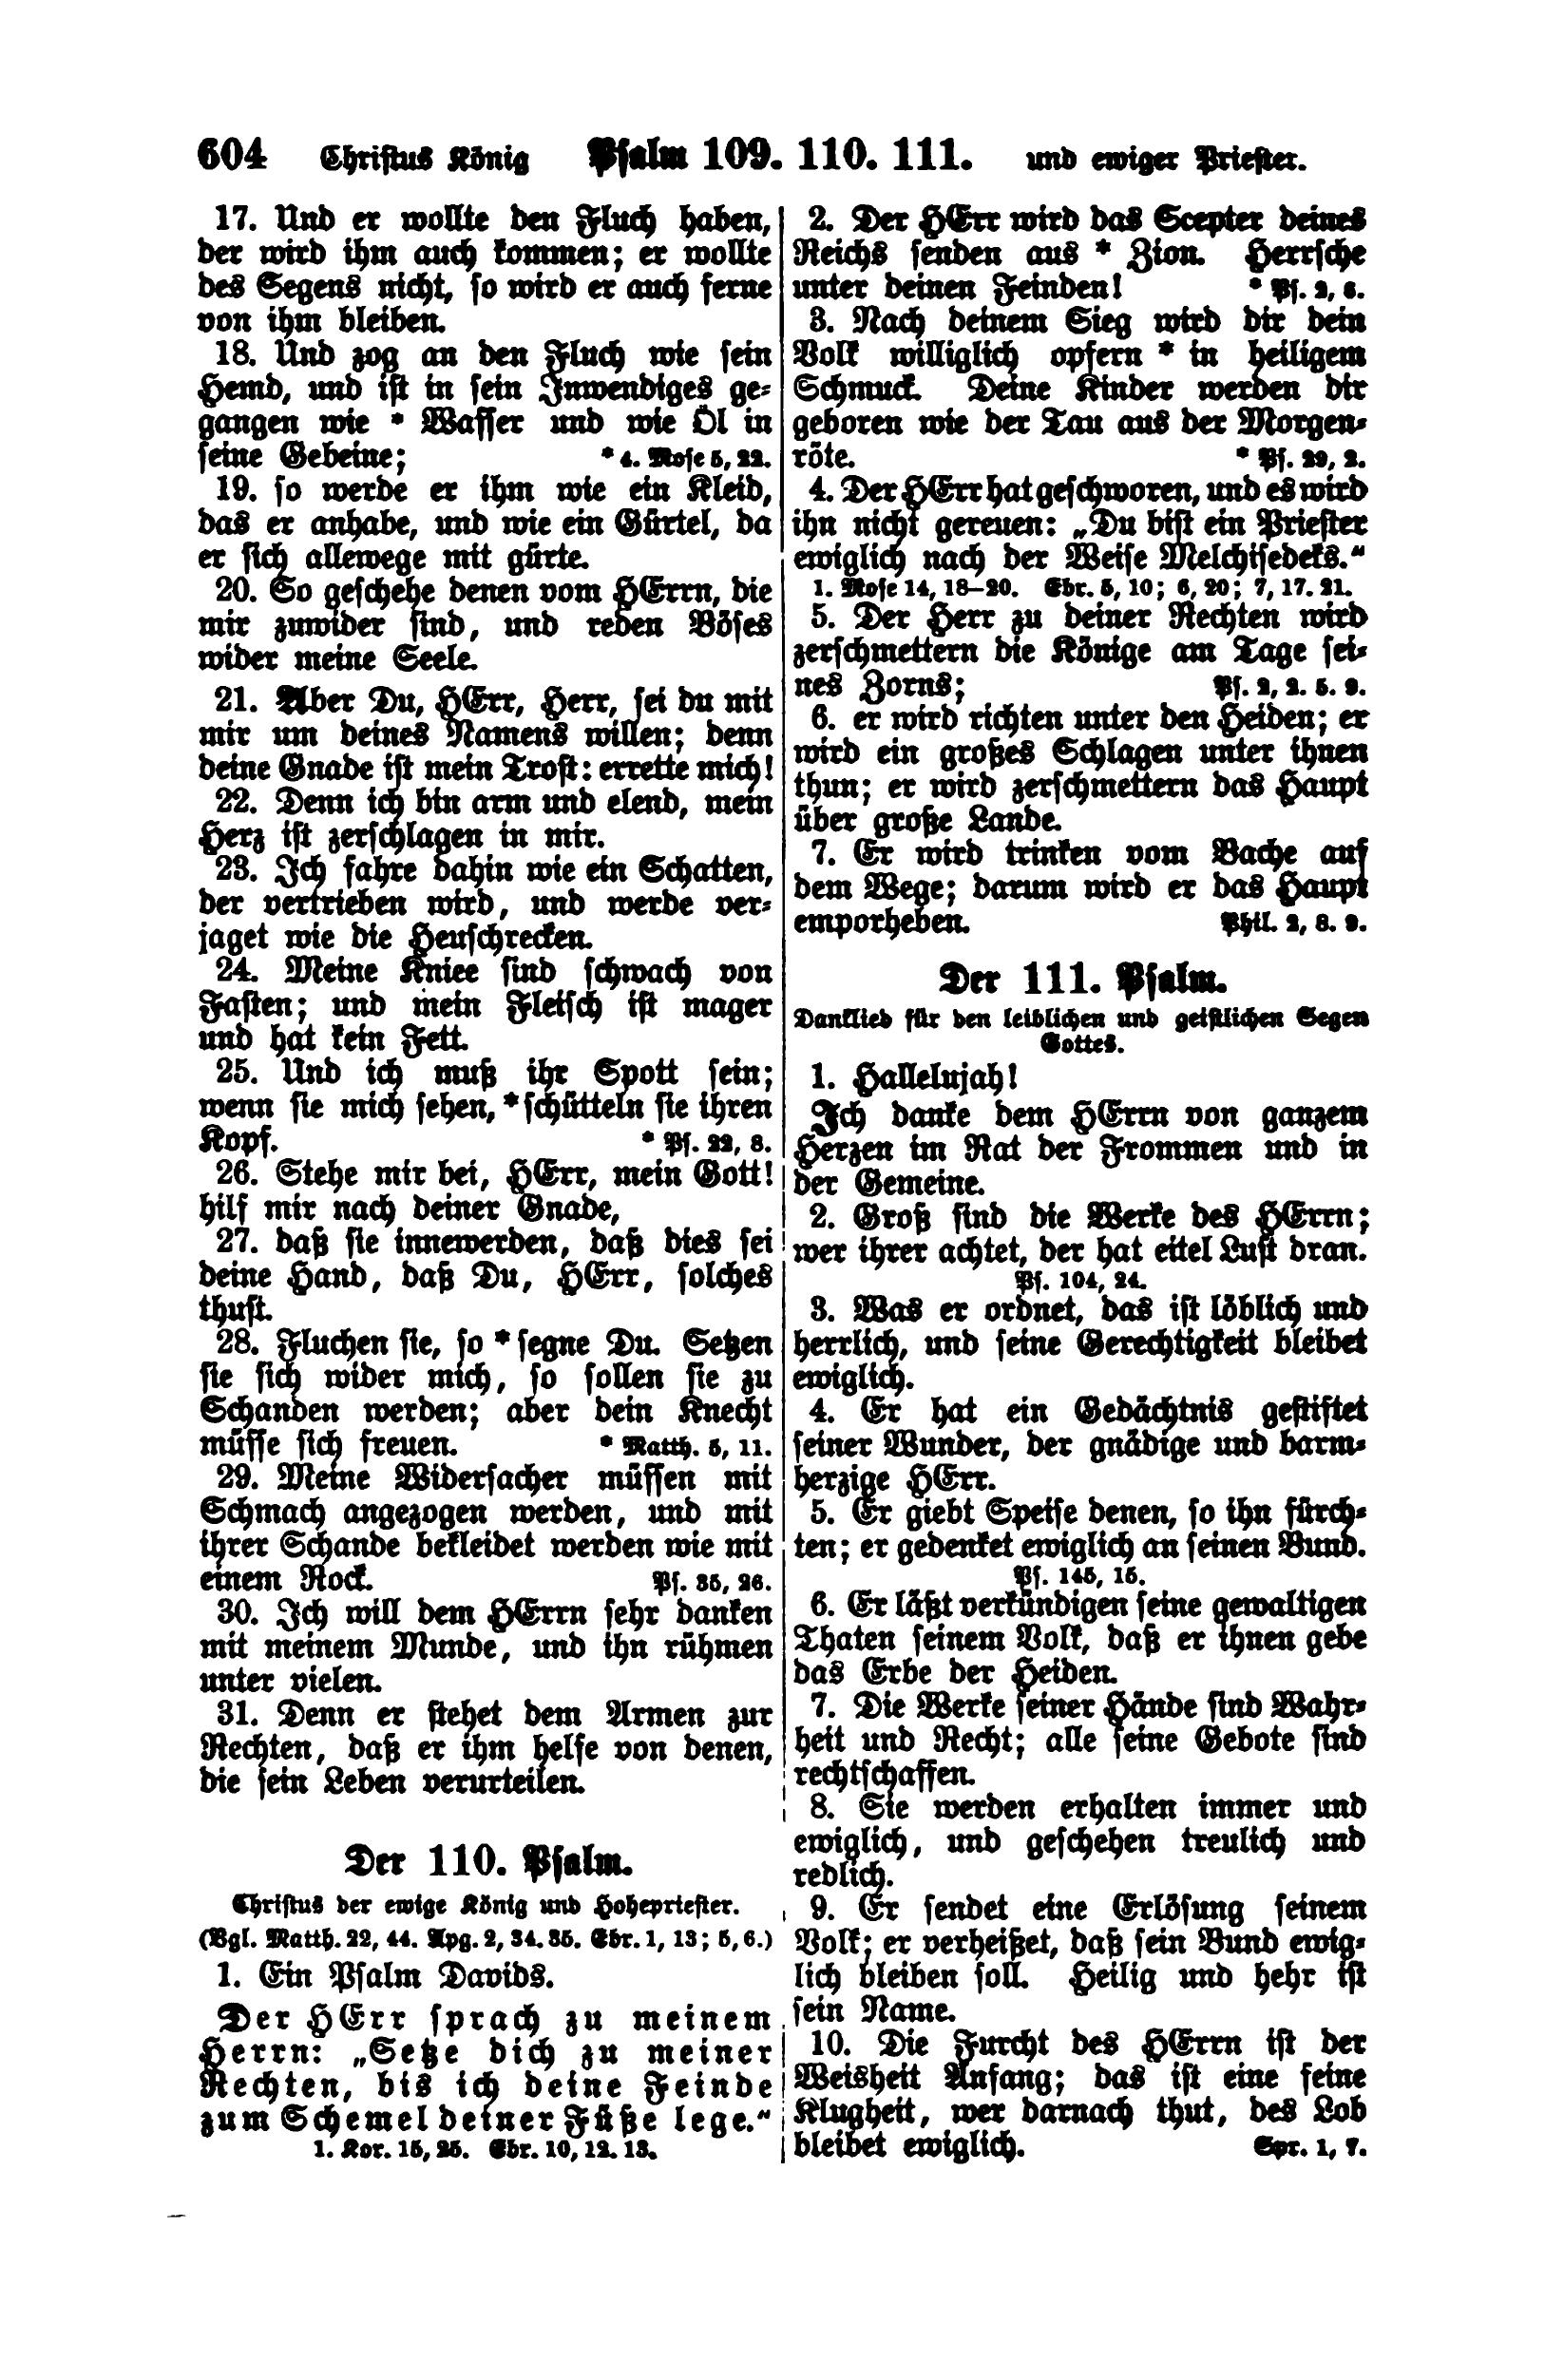 604 Christus König Psalm 109. 110. 111. und ewiger Priester.
17. Und er wollte den Fluch haben,
der wird ihm auch kommen; er wollte
des Segens nicht, so wird er auch ferne
von ihm bleiben.
18. Und zog an den Fluch wie sein
Hemd, und ist in sein Inwendiges ge-
gangen wie * Wasser und wie Öl in
seine Gebeine; * 4. Mose 5, 22.
19. so werde er ihm wie ein Kleid,
das er anhabe, und wie ein Gürtel, da
er sich allewege mit gürte.
20. So geschehe denen vom HErrn, die
mir zuwider sind, und reden Böses
wider meine Seele.
21. Aber Du, HErr, Herr, sei du mit
mir um deines Namens willen; denn
deine Gnade ist mein Trost: errette mich!
22. Denn ich bin arm und elend, mein
Herz ist zerschlagen in mir.
23. Ich fahre dahin wie ein Schatten,
der vertrieben wird, und werde ver-
jaget wie die Heuschrecken.
24. Meine Kniee sind schwach von
Fasten; und mein Fleisch ist mager
und hat kein Fett.
25. Und ich muß ihr Spott sein;
wenn sie mich sehen, * schütteln sie ihren
Kopf. * Ps. 22, 8.
26. Stehe mir bei, HErr, mein Gott!
hilf mir nach deiner Gnade,
27. daß sie innewerden, daß dies sei
deine Hand, daß Du, HErr, solches
thust.
28. Fluchen sie, so * segne Du. Setzen
sie sich wider mich, so sollen sie zu
Schanden werden; aber dein Knecht
müsse sich freuen. * Matth. 5, 11.
29. Meine Widersacher müssen mit
Schmach angezogen werden, und mit
ihrer Schande bekleidet werden wie mit
einem Rock. Ps. 35, 26.
30. Ich will dem HErrn sehr danken
mit meinem Munde, und ihn rühmen
unter vielen.
31. Denn er stehet dem Armen zur
Rechten, daß er ihm helfe von denen,
die sein Leben verurteilen.
Der 110. Psalm.
Christus der ewige König und Hohepriester.
(Vgl. Matth. 22, 44. Apg. 2, 34. 35. Ebr. 1, 13; 5, 6.)
1. Ein Psalm Davids.
Der HErr sprach zu meinem
Herrn: „Setze dich zu meiner
Rechten, bis ich deine Feinde
zum Schemel deiner Füße lege.“
1. Kor. 15, 25. Ebr. 10, 12. 13.
2. Der HErr wird das Scepter deines
Reichs senden aus * Zion. Herrsche
unter deinen Feinden! * Ps. 2, 6.
3. Nach deinem Sieg wird dir dein
Volk williglich opfern * in heiligem
Schmuck. Deine Kinder werden dir
geboren wie der Tau aus der Morgen-
röte. * Ps. 29, 2.
4. Der HErr hat geschworen, und es wird
ihn nicht gereuen: „Du bist ein Priester
ewiglich nach der Weise Melchisedeks.“
1. Mose 14, 18–20. Ebr. 5, 10; 6, 20; 7, 17. 21.
5. Der Herr zu deiner Rechten wird
zerschmettern die Könige am Tage sei-
nes Zorns; Ps. 2, 2. 5. 9.
6. er wird richten unter den Heiden; er
wird ein großes Schlagen unter ihnen
thun; er wird zerschmettern das Haupt
über große Lande.
7. Er wird trinken vom Bache auf
dem Wege; darum wird er das Haupt
emporheben. Phil. 2, 8. 9.
Der 111. Psalm.
Danklied für den leiblichen und geistlichen Segen
Gottes.
1. Hallelujah!
Ich danke dem HErrn von ganzem
Herzen im Rat der Frommen und in
der Gemeine.
2. Groß sind die Werke des HErrn;
wer ihrer achtet, der hat eitel Lust dran.
Ps. 104, 24.
3. Was er ordnet, das ist löblich und
herrlich, und seine Gerechtigkeit bleibet
ewiglich.
4. Er hat ein Gedächtnis gestiftet
seiner Wunder, der gnädige und barm-
herzige HErr.
5. Er giebt Speise denen, so ihn fürch-
ten; er gedenket ewiglich an seinen Bund.
Ps. 145, 15.
6. Er läßt verkündigen seine gewaltigen
Thaten seinem Volk, daß er ihnen gebe
das Erbe der Heiden.
7. Die Werke seiner Hände sind Wahr-
heit und Recht; alle seine Gebote sind
rechtschaffen.
8. Sie werden erhalten immer und
ewiglich, und geschehen treulich und
redlich.
9. Er sendet eine Erlösung seinem
Volk; er verheißet, daß sein Bund ewig-
lich bleiben soll. Heilig und hehr ist
sein Name.
10. Die Furcht des HErrn ist der
Weisheit Anfang; das ist eine feine
Klugheit, wer darnach thut, des Lob
bleibet ewiglich. Spr. 1, 7.